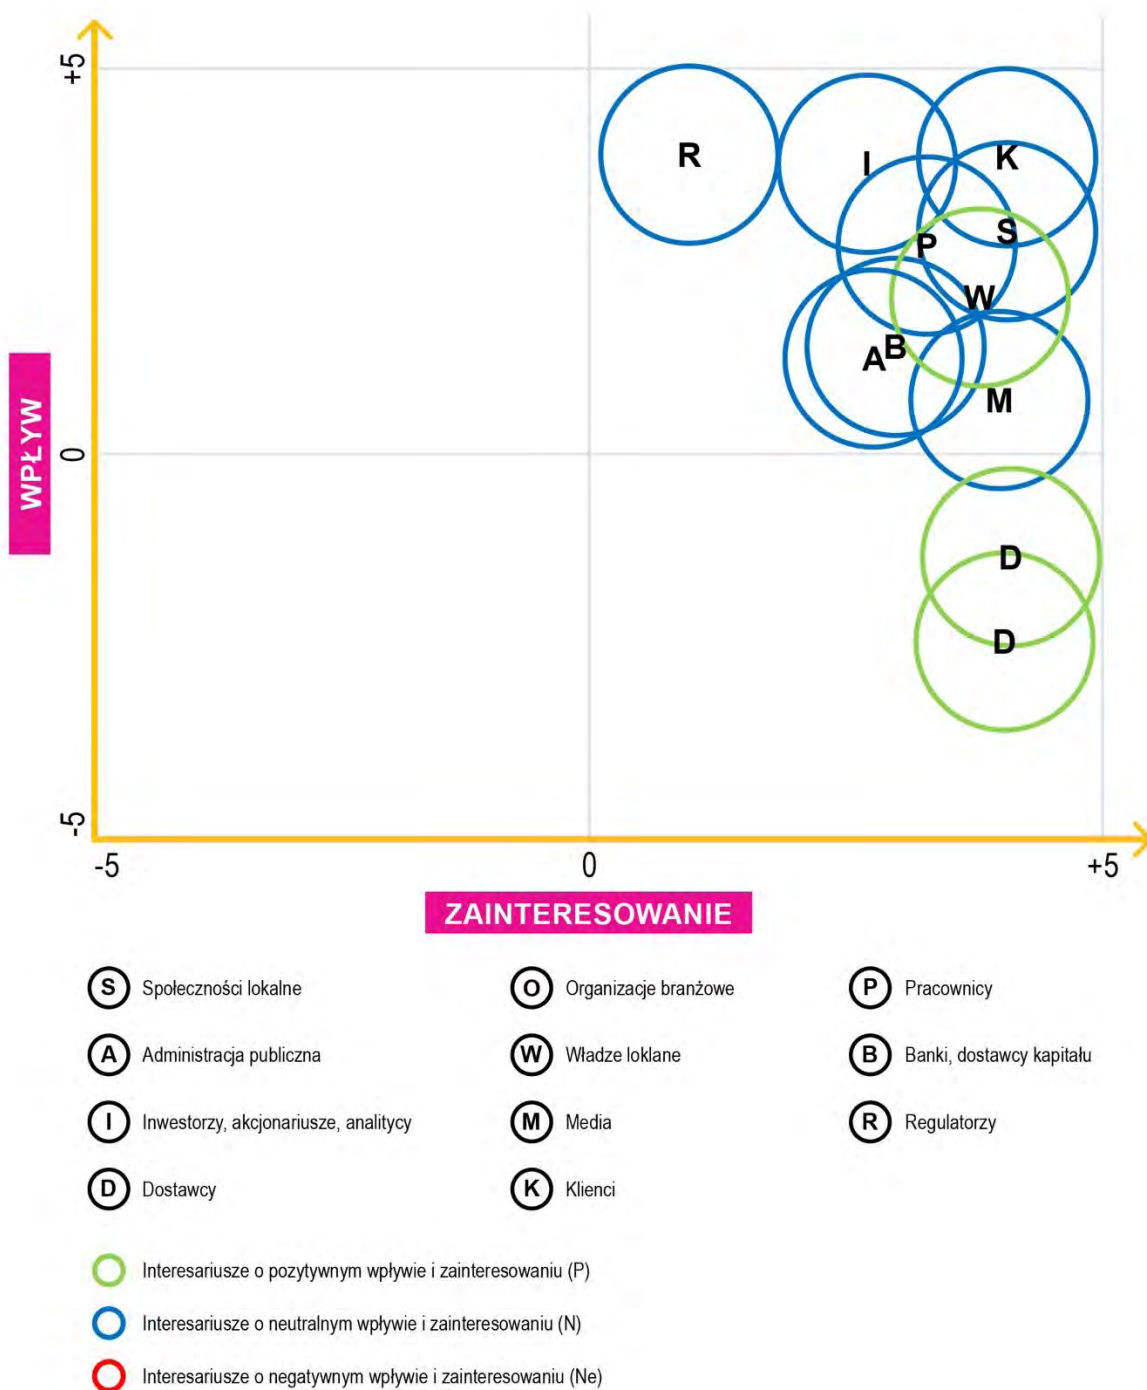 +5
R
I
K
S
P
W
B
A
M
WPŁYW
0
D
D
-5
-5
0
+5
ZAINTERESOWANIE
S Społeczności lokalne
O Organizacje branżowe
P Pracownicy
A Administracja publiczna
W Władze loklane
B Banki, dostawcy kapitału
I Inwestorzy, akcjonariusze, analitycy
M Media
R Regulatorzy
D Dostawcy
K Klienci
Interesariusze o pozytywnym wpływie i zainteresowaniu (P)
Interesariusze o neutralnym wpływie i zainteresowaniu (N)
Interesariusze o negatywnym wpływie i zainteresowaniu (Ne)